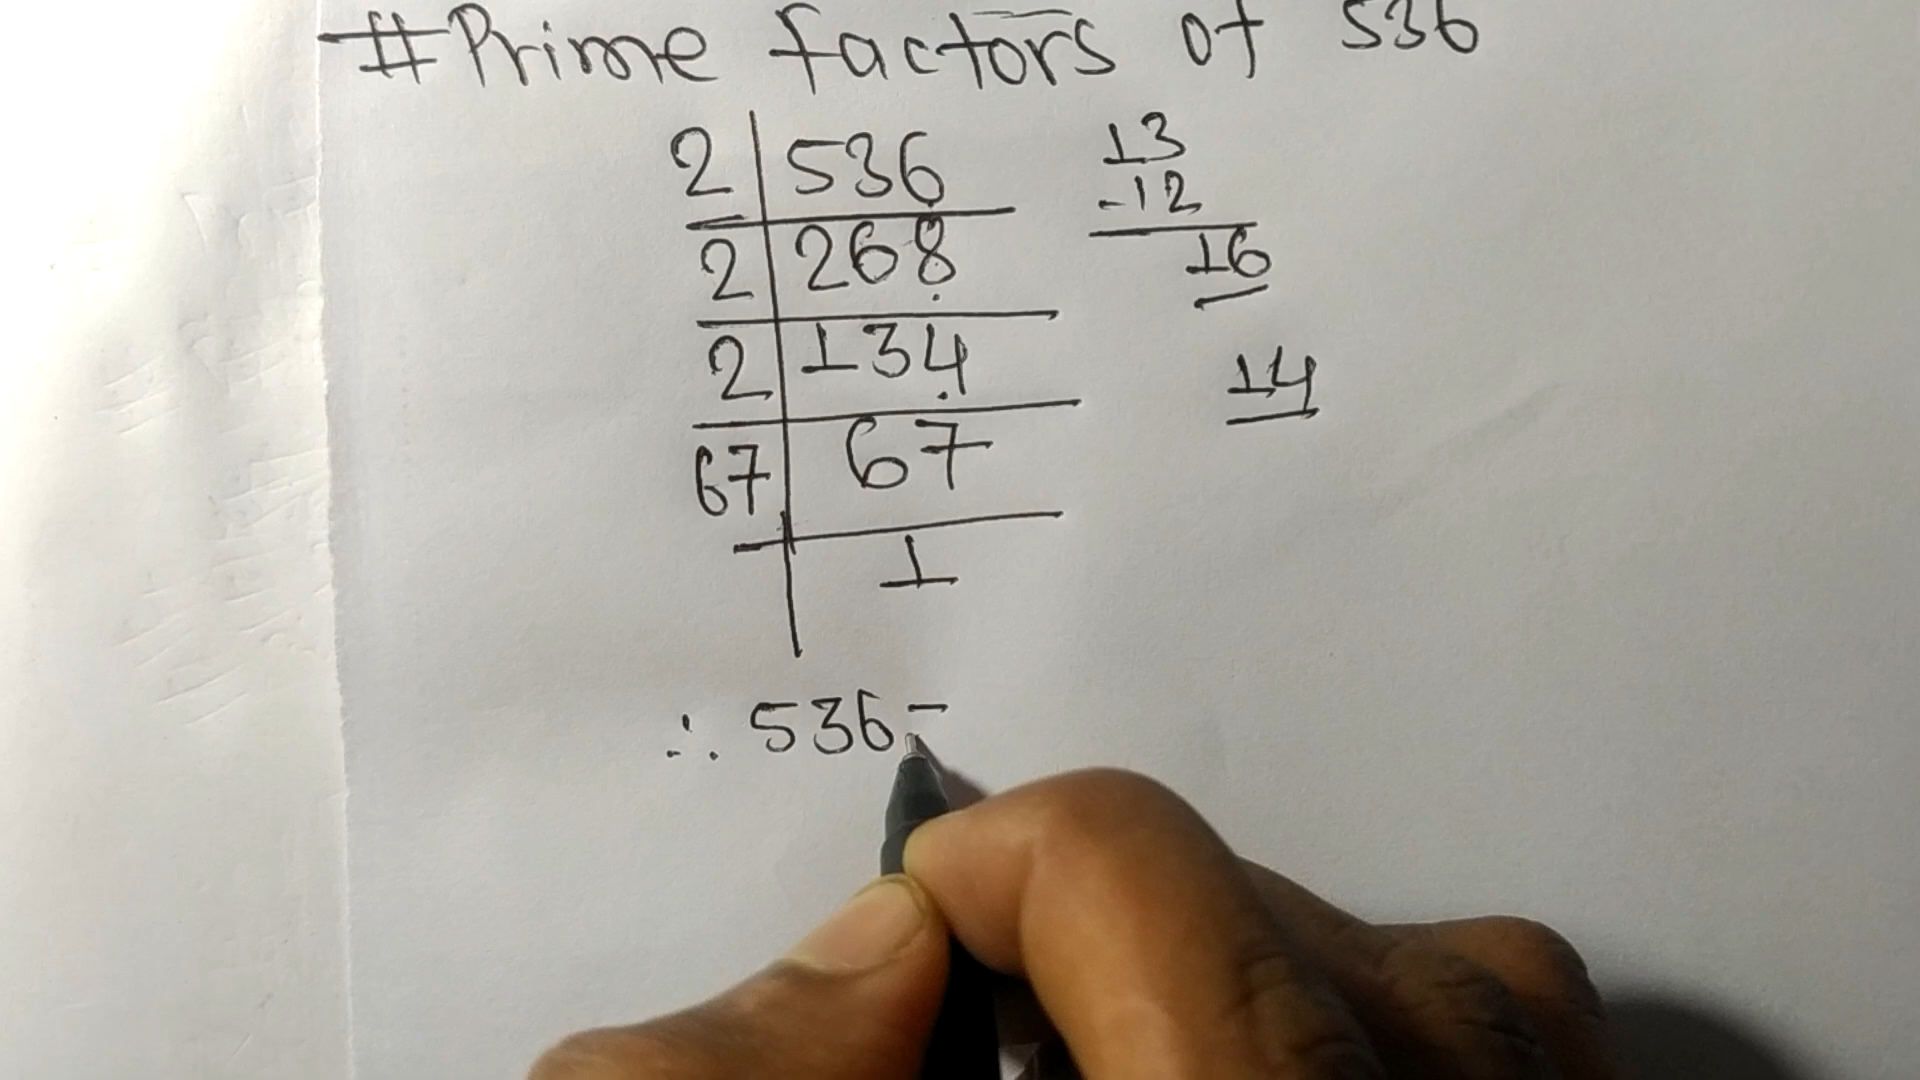 #Prime factors of 536
2 | 536
2 | 268
2 | 134
67 | 67
1
13
-12
16
14
∴ 536 -